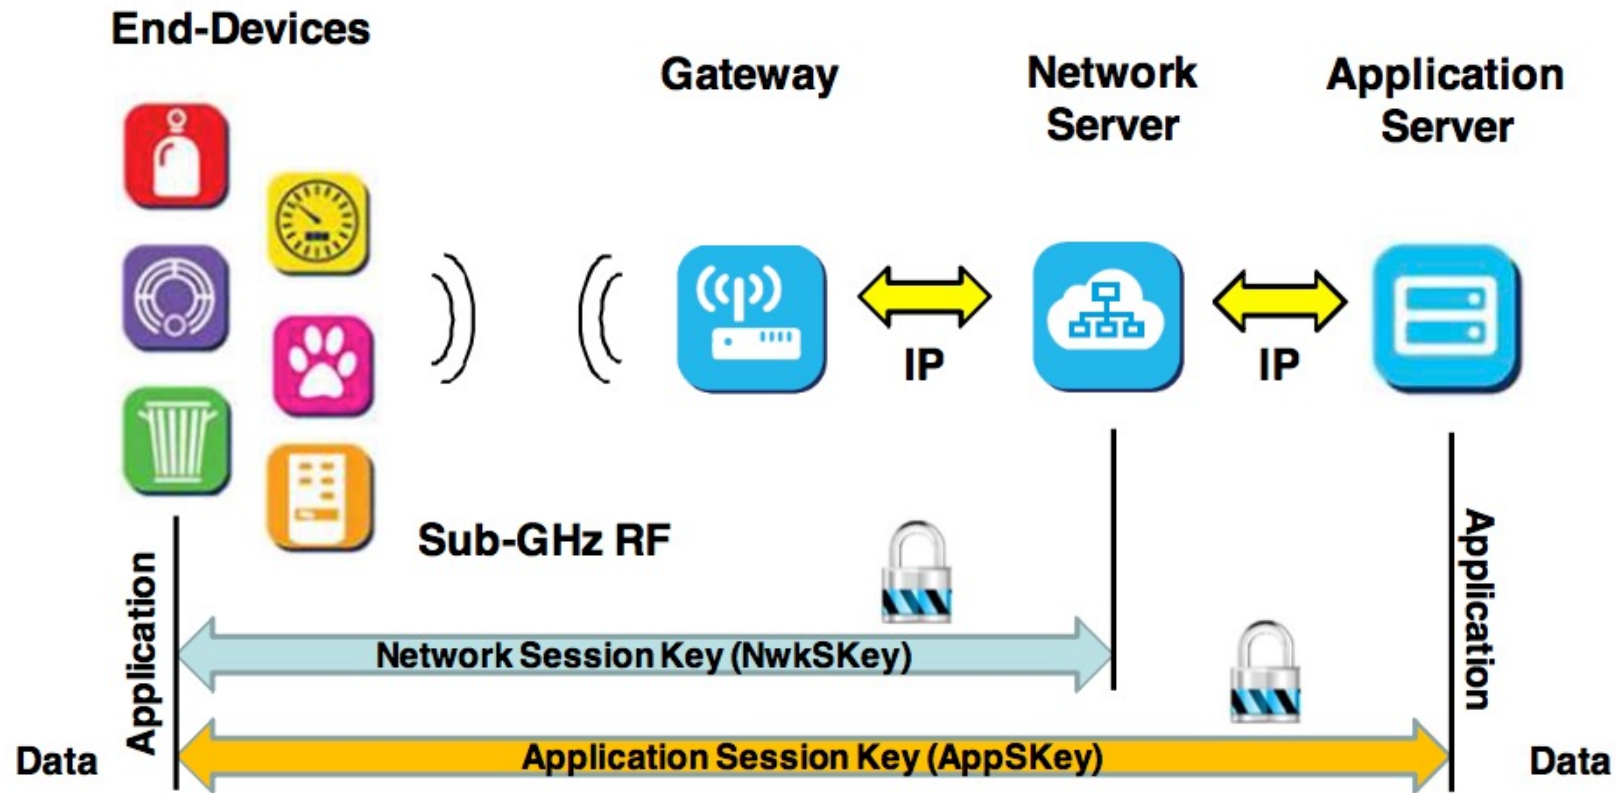 End-Devices
Gateway
Network
Server
Application
Server
IP
IP
Sub-GHz RF
Application
Application
Network Session Key (NwkSKey)
Data
Application Session Key (AppSKey)
Data